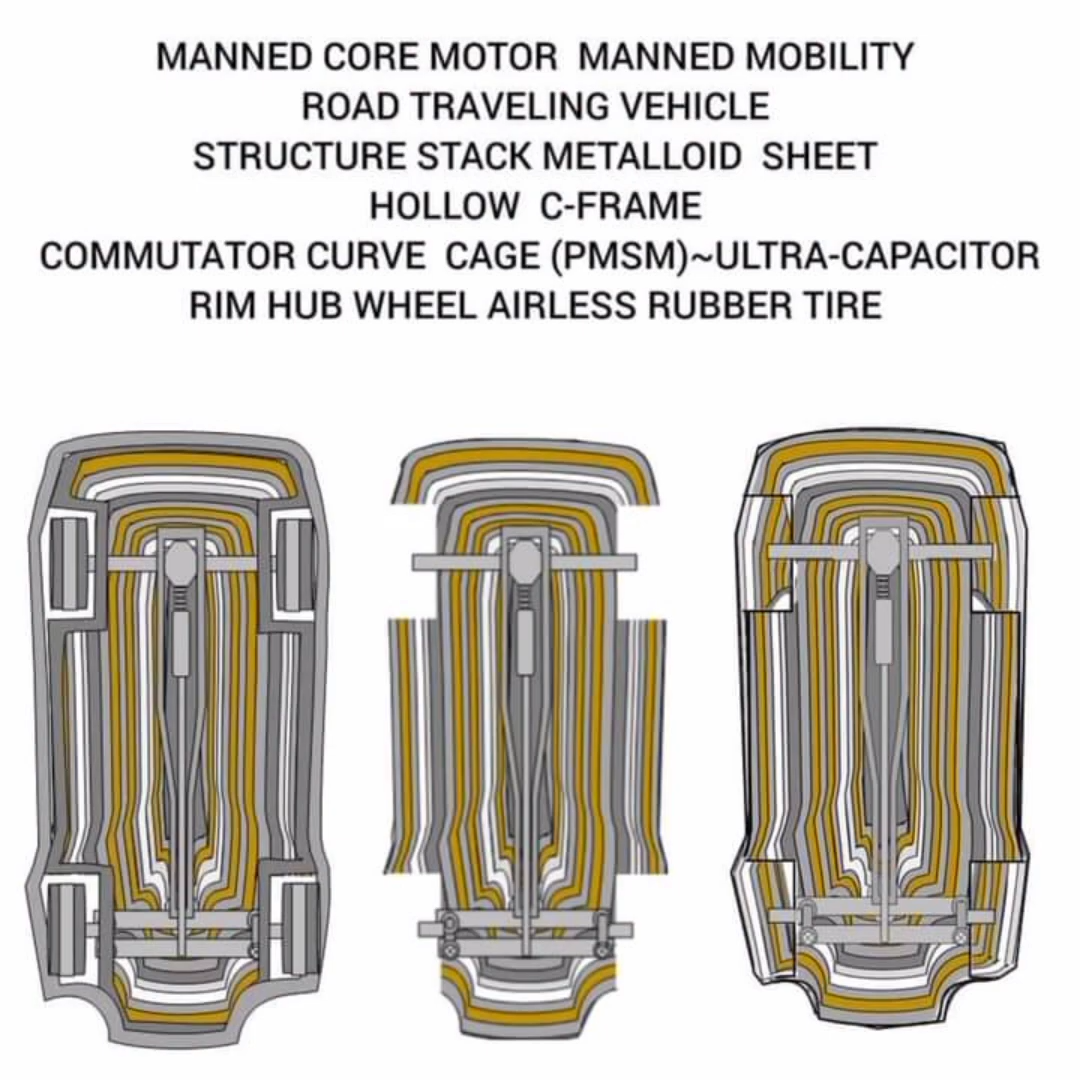 MANNED CORE MOTOR MANNED MOBILITY
ROAD TRAVELING VEHICLE
STRUCTURE STACK METALLOID SHEET
HOLLOW C-FRAME
COMMUTATOR CURVE CAGE (PMSM)~ULTRA-CAPACITOR
RIM HUB WHEEL AIRLESS RUBBER TIRE